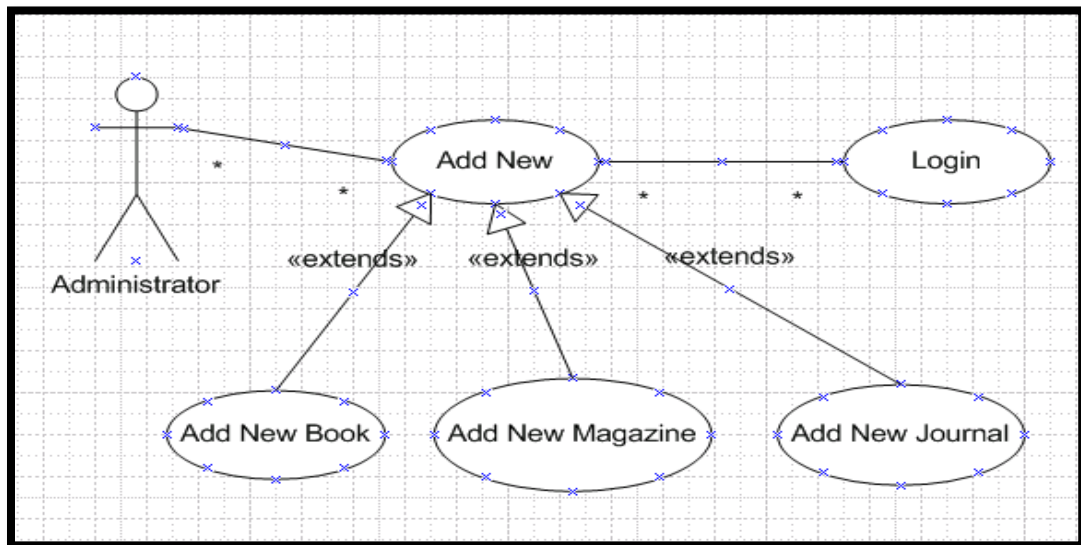 Add New
Login
*
*
*
*
«extends»
«extends»
«extends»
Administrator
Add New Book
Add New Magazine
Add New Journal